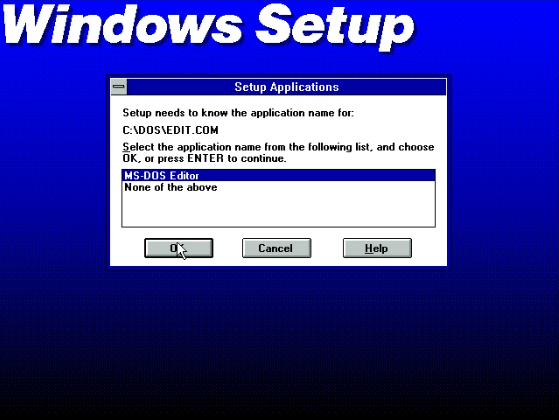 Windows Setup
Setup Applications
Setup needs to know the application name for:
C:\DOS\EDIT.COM
Select the application name from the following list, and choose
OK, or press ENTER to continue.
MS-DOS Editor
None of the above
OK Cancel Help